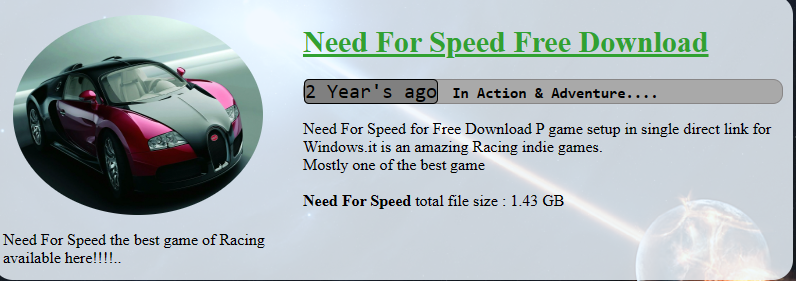 Need For Speed Free Download
2 Year's ago In Action & Adventure....
Need For Speed for Free Download P game setup in single direct link for
Windows.it is an amazing Racing indie games.
Mostly one of the best game
Need For Speed total file size : 1.43 GB
Need For Speed the best game of Racing
available here!!!!..